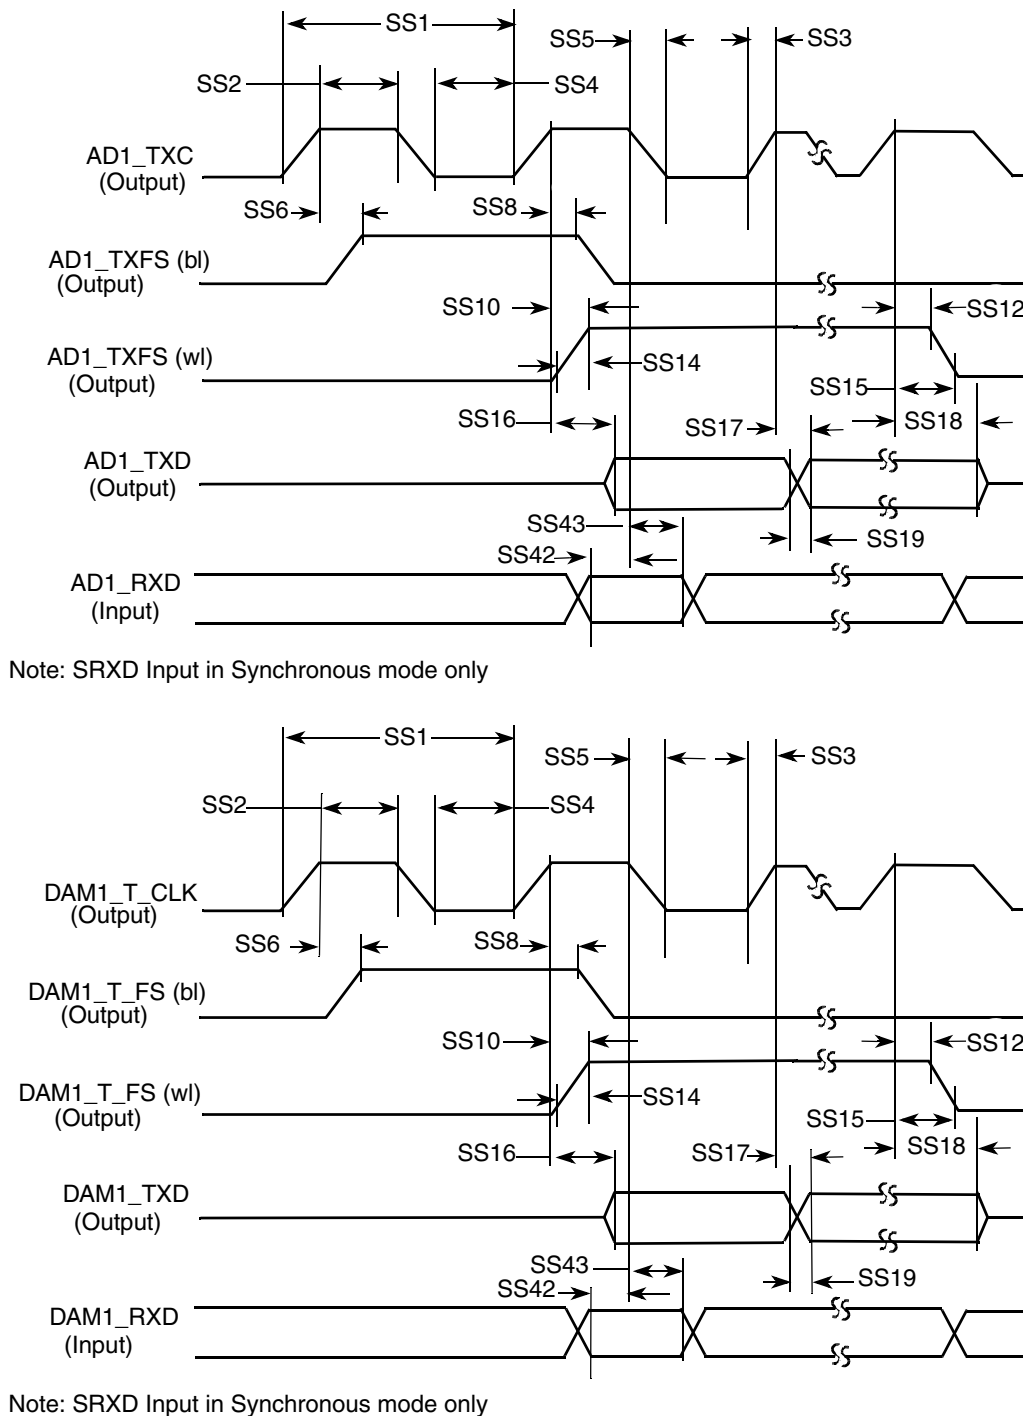 SS1
SS5
SS3
SS2
SS4
AD1_TXC
(Output)
SS6
SS8
AD1_TXFS (bl)
(Output)
SS10
SS12
AD1_TXFS (wl)
(Output)
SS14
SS15
SS16
SS17
SS18
AD1_TXD
(Output)
SS43
SS42
SS19
AD1_RXD
(Input)
Note: SRXD Input in Synchronous mode only
SS1
SS5
SS3
SS2
SS4
DAM1_T_CLK
(Output)
SS6
SS8
DAM1_T_FS (bl)
(Output)
SS10
SS12
DAM1_T_FS (wl)
(Output)
SS14
SS15
SS16
SS17
SS18
DAM1_TXD
(Output)
SS43
SS42
SS19
DAM1_RXD
(Input)
Note: SRXD Input in Synchronous mode only